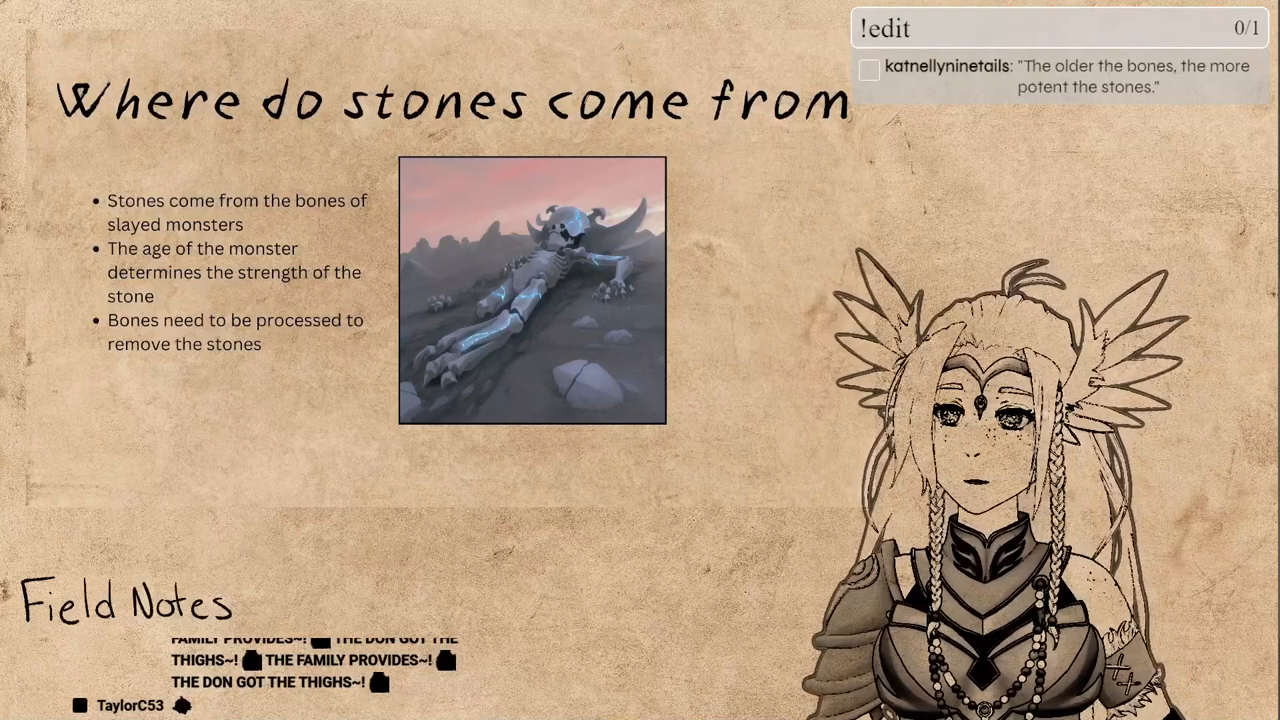 !edit 0/1
katnellyninetails: "The older the bones, the more
potent the stones."
Where do stones come from
• Stones come from the bones of
slayed monsters
• The age of the monster
determines the strength of the
stone
• Bones need to be processed to
remove the stones
Field Notes
FAMILY PROVIDES~! THE DON GOT THE
THIGHS~! THE FAMILY PROVIDES~!
THE DON GOT THE THIGHS~!
TaylorC53